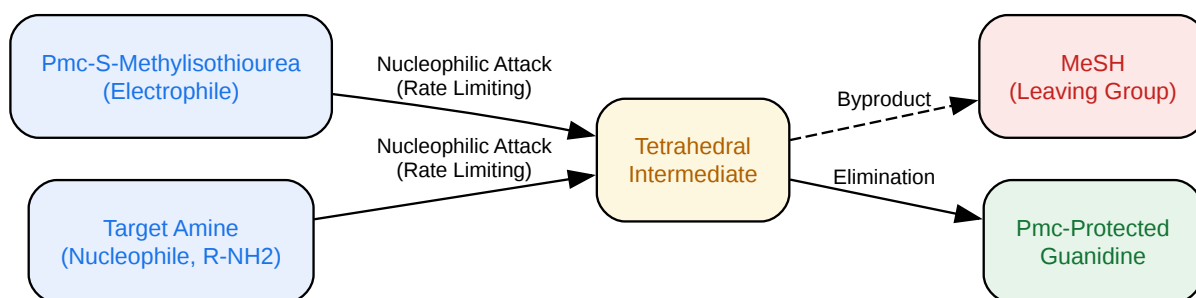 Pmc-S-Methylisothiourea
(Electrophile)
Nucleophilic Attack
(Rate Limiting)
Target Amine
(Nucleophile, R-NH2)
Nucleophilic Attack
(Rate Limiting)
Tetrahedral
Intermediate
Byproduct
MeSH
(Leaving Group)
Elimination
Pmc-Protected
Guanidine